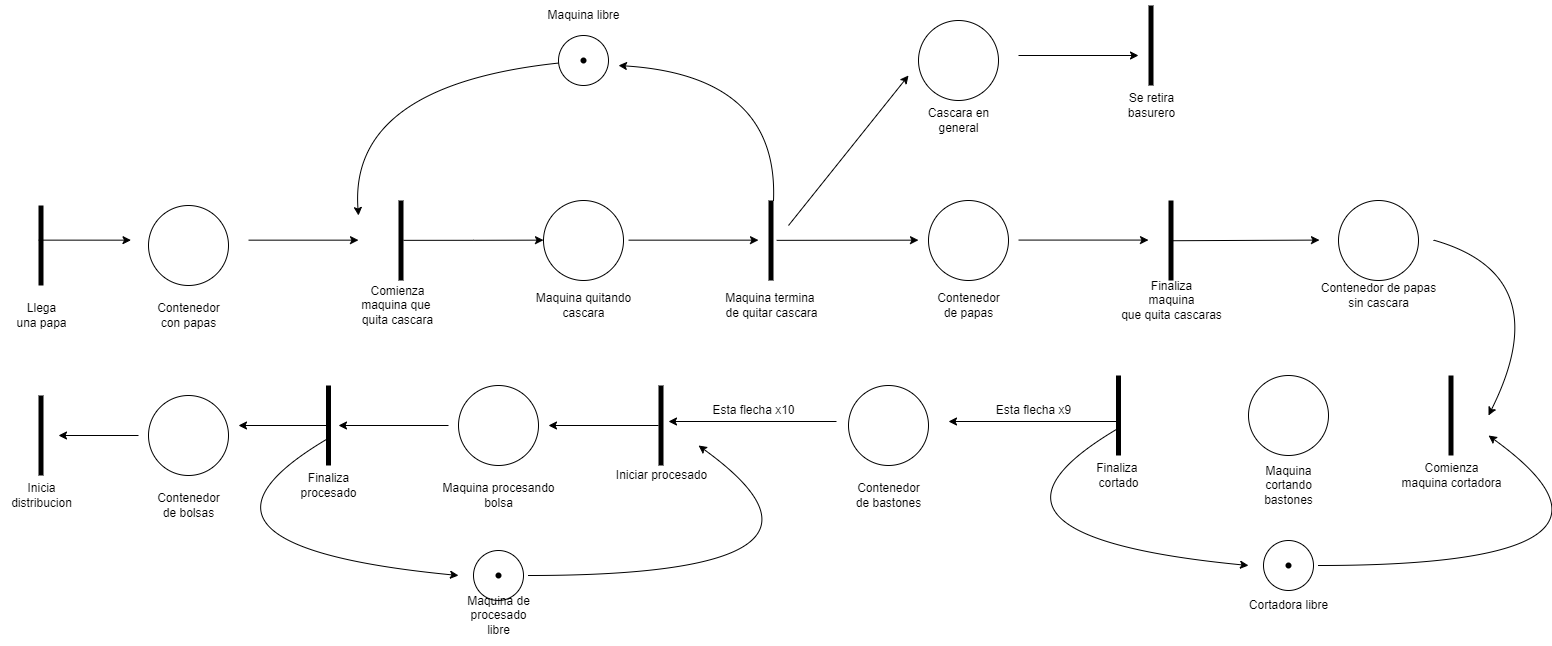 Maquina libre
Cascara en
general
Se retira
basurero
Llega
una papa
Contenedor
con papas
Comienza
maquina que
quita cascara
Maquina quitando
cascara
Maquina termina
de quitar cascara
Contenedor
de papas
Finaliza
maquina
que quita cascaras
Contenedor de papas
sin cascara
Inicia
distribucion
Contenedor
de bolsas
Finaliza
procesado
Maquina procesando
bolsa
Iniciar procesado
Esta flecha x10
Contenedor
de bastones
Esta flecha x9
Finaliza
cortado
Maquina
cortando
bastones
Comienza
maquina cortadora
Maquina de
procesado
libre
Cortadora libre